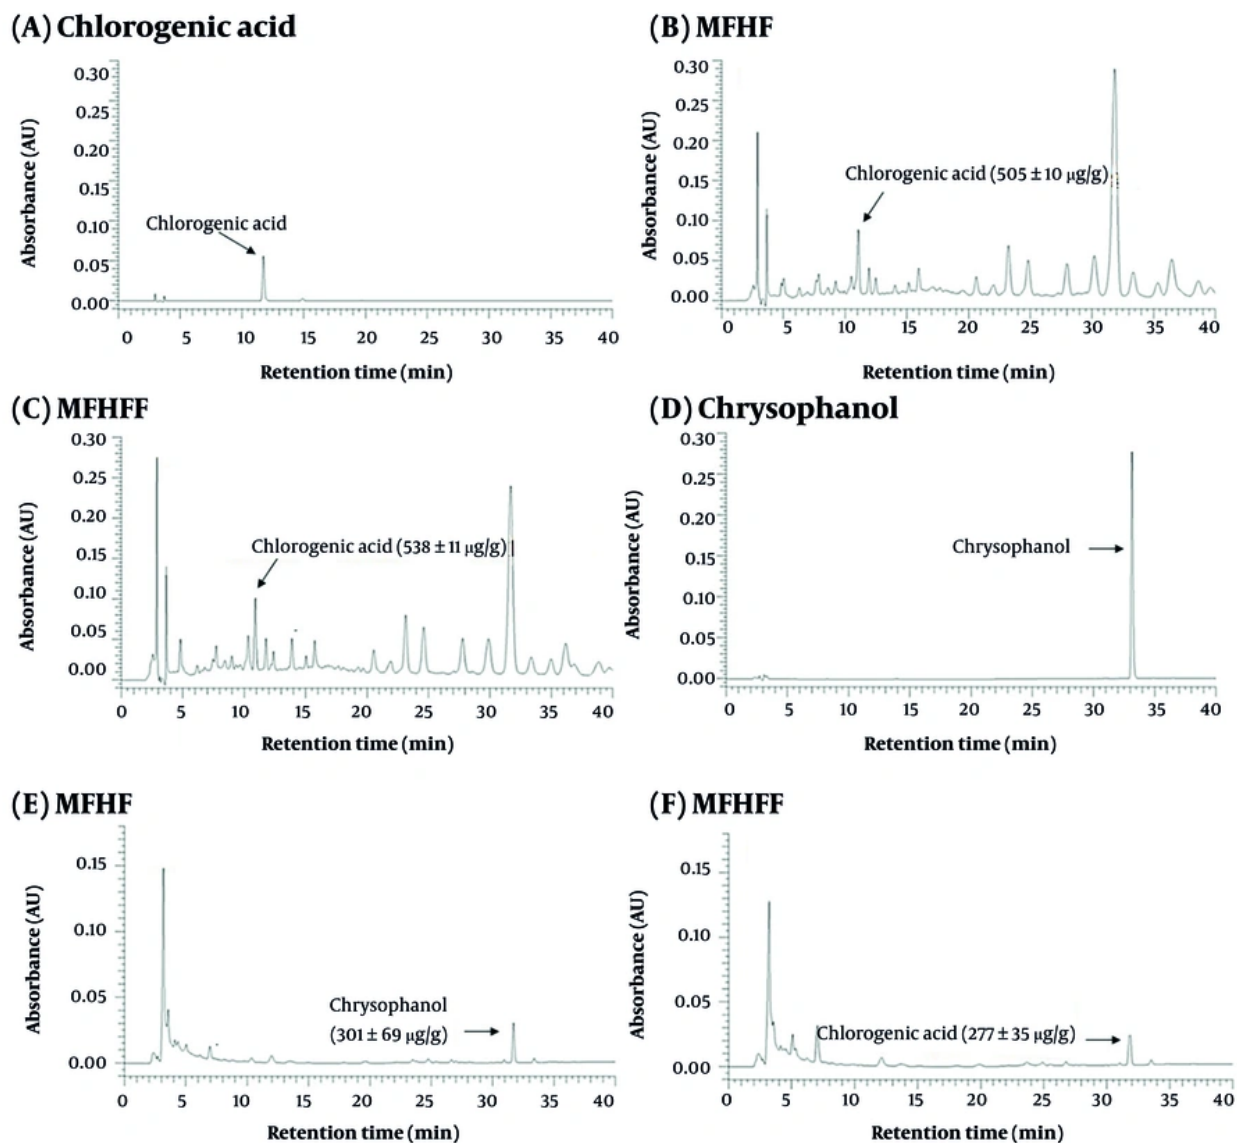 (A) Chlorogenic acid
Absorbance (AU)
0.30
0.25
0.20
0.15
0.10
0.05
0.00
Chlorogenic acid
0 5 10 15 20 25 30 35 40
Retention time (min)
(B) MFHF
Absorbance (AU)
0.30
0.25
0.20
0.15
0.10
0.05
0.00
Chlorogenic acid (505 ± 10 µg/g)
0 5 10 15 20 25 30 35 40
Retention time (min)
(C) MFHFF
Absorbance (AU)
0.30
0.25
0.20
0.15
0.10
0.05
0.00
Chlorogenic acid (538 ± 11 µg/g)
0 5 10 15 20 25 30 35 40
Retention time (min)
(D) Chrysophanol
Absorbance (AU)
0.30
0.25
0.20
0.15
0.10
0.05
0.00
Chrysophanol
0 5 10 15 20 25 30 35 40
Retention time (min)
(E) MFHF
Absorbance (AU)
0.15
0.10
0.05
0.00
Chrysophanol
(301 ± 69 µg/g)
0 5 10 15 20 25 30 35 40
Retention time (min)
(F) MFHFF
Absorbance (AU)
0.15
0.10
0.05
0.00
Chlorogenic acid (277 ± 35 µg/g)
0 5 10 15 20 25 30 35 40
Retention time (min)